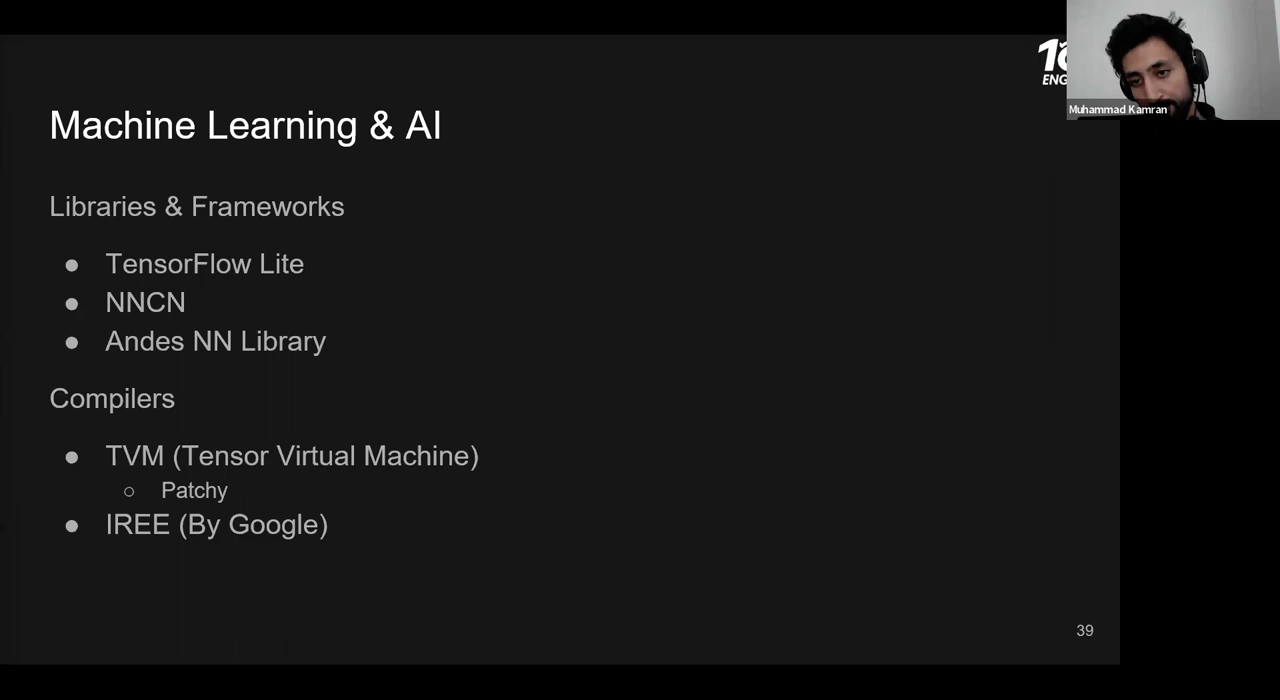 Machine Learning & AI
Libraries & Frameworks
● TensorFlow Lite
● NNCN
● Andes NN Library
Compilers
● TVM (Tensor Virtual Machine)
○ Patchy
● IREE (By Google)
39
ENG
Muhammad Kamran